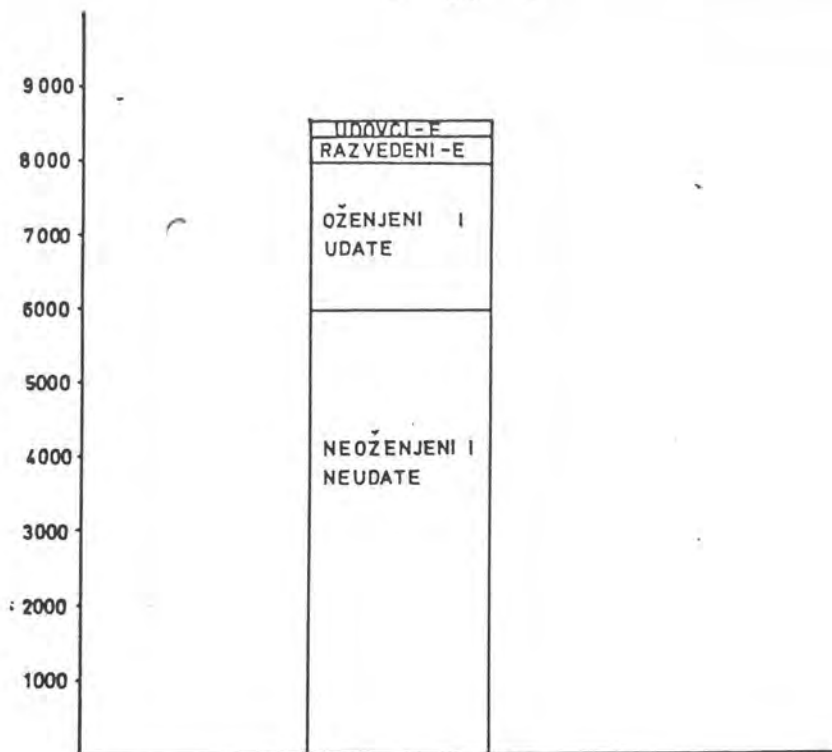 9000
UDOVCI-E
8000
RAZVEDENI-E
7000
OŽENJENI I
UDATE
6000
5000
4000
NEOŽENJENI I
NEUDATE
3000
2000
1000